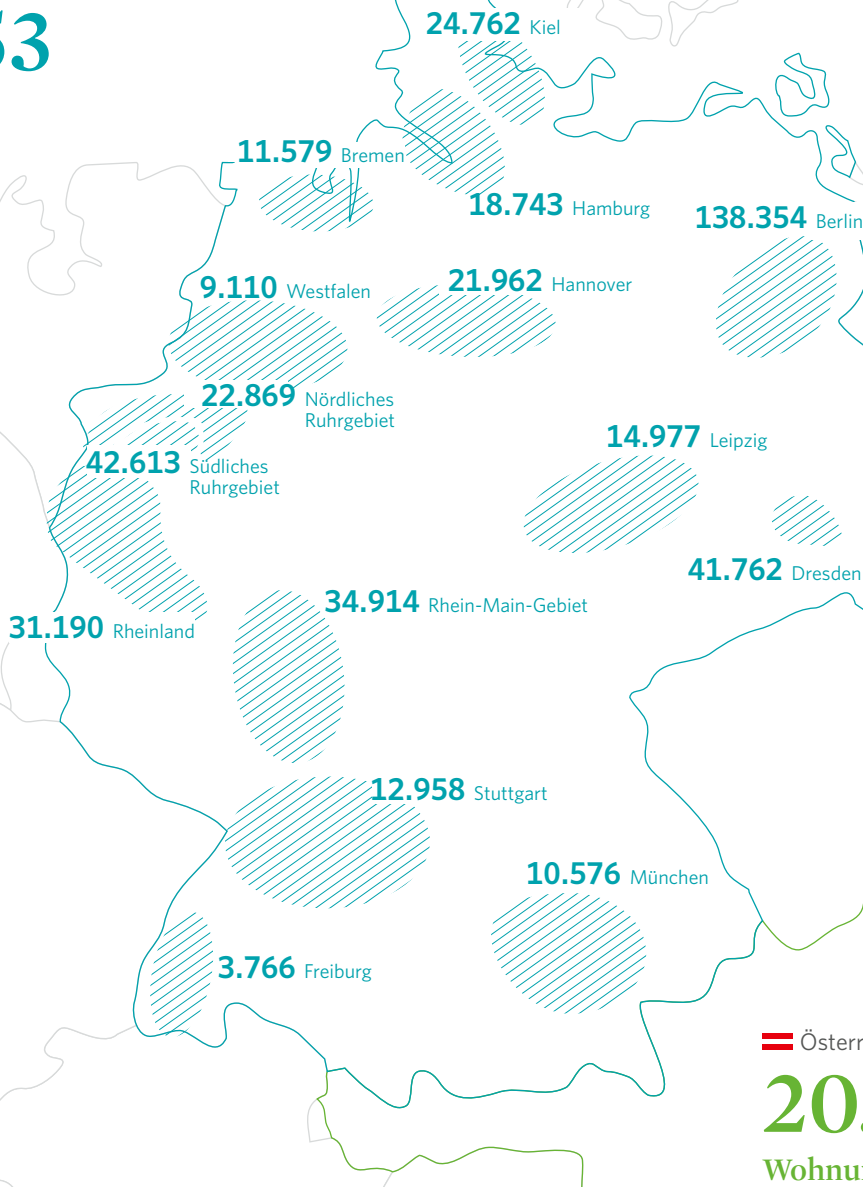 53
24.762 Kiel
11.579 Bremen
18.743 Hamburg
138.354 Berlin
9.110 Westfalen
21.962 Hannover
22.869 Nördliches
Ruhrgebiet
14.977 Leipzig
42.613 Südliches
Ruhrgebiet
41.762 Dresden
34.914 Rhein-Main-Gebiet
31.190 Rheinland
12.958 Stuttgart
10.576 München
3.766 Freiburg
Österr
20.
Wohnu